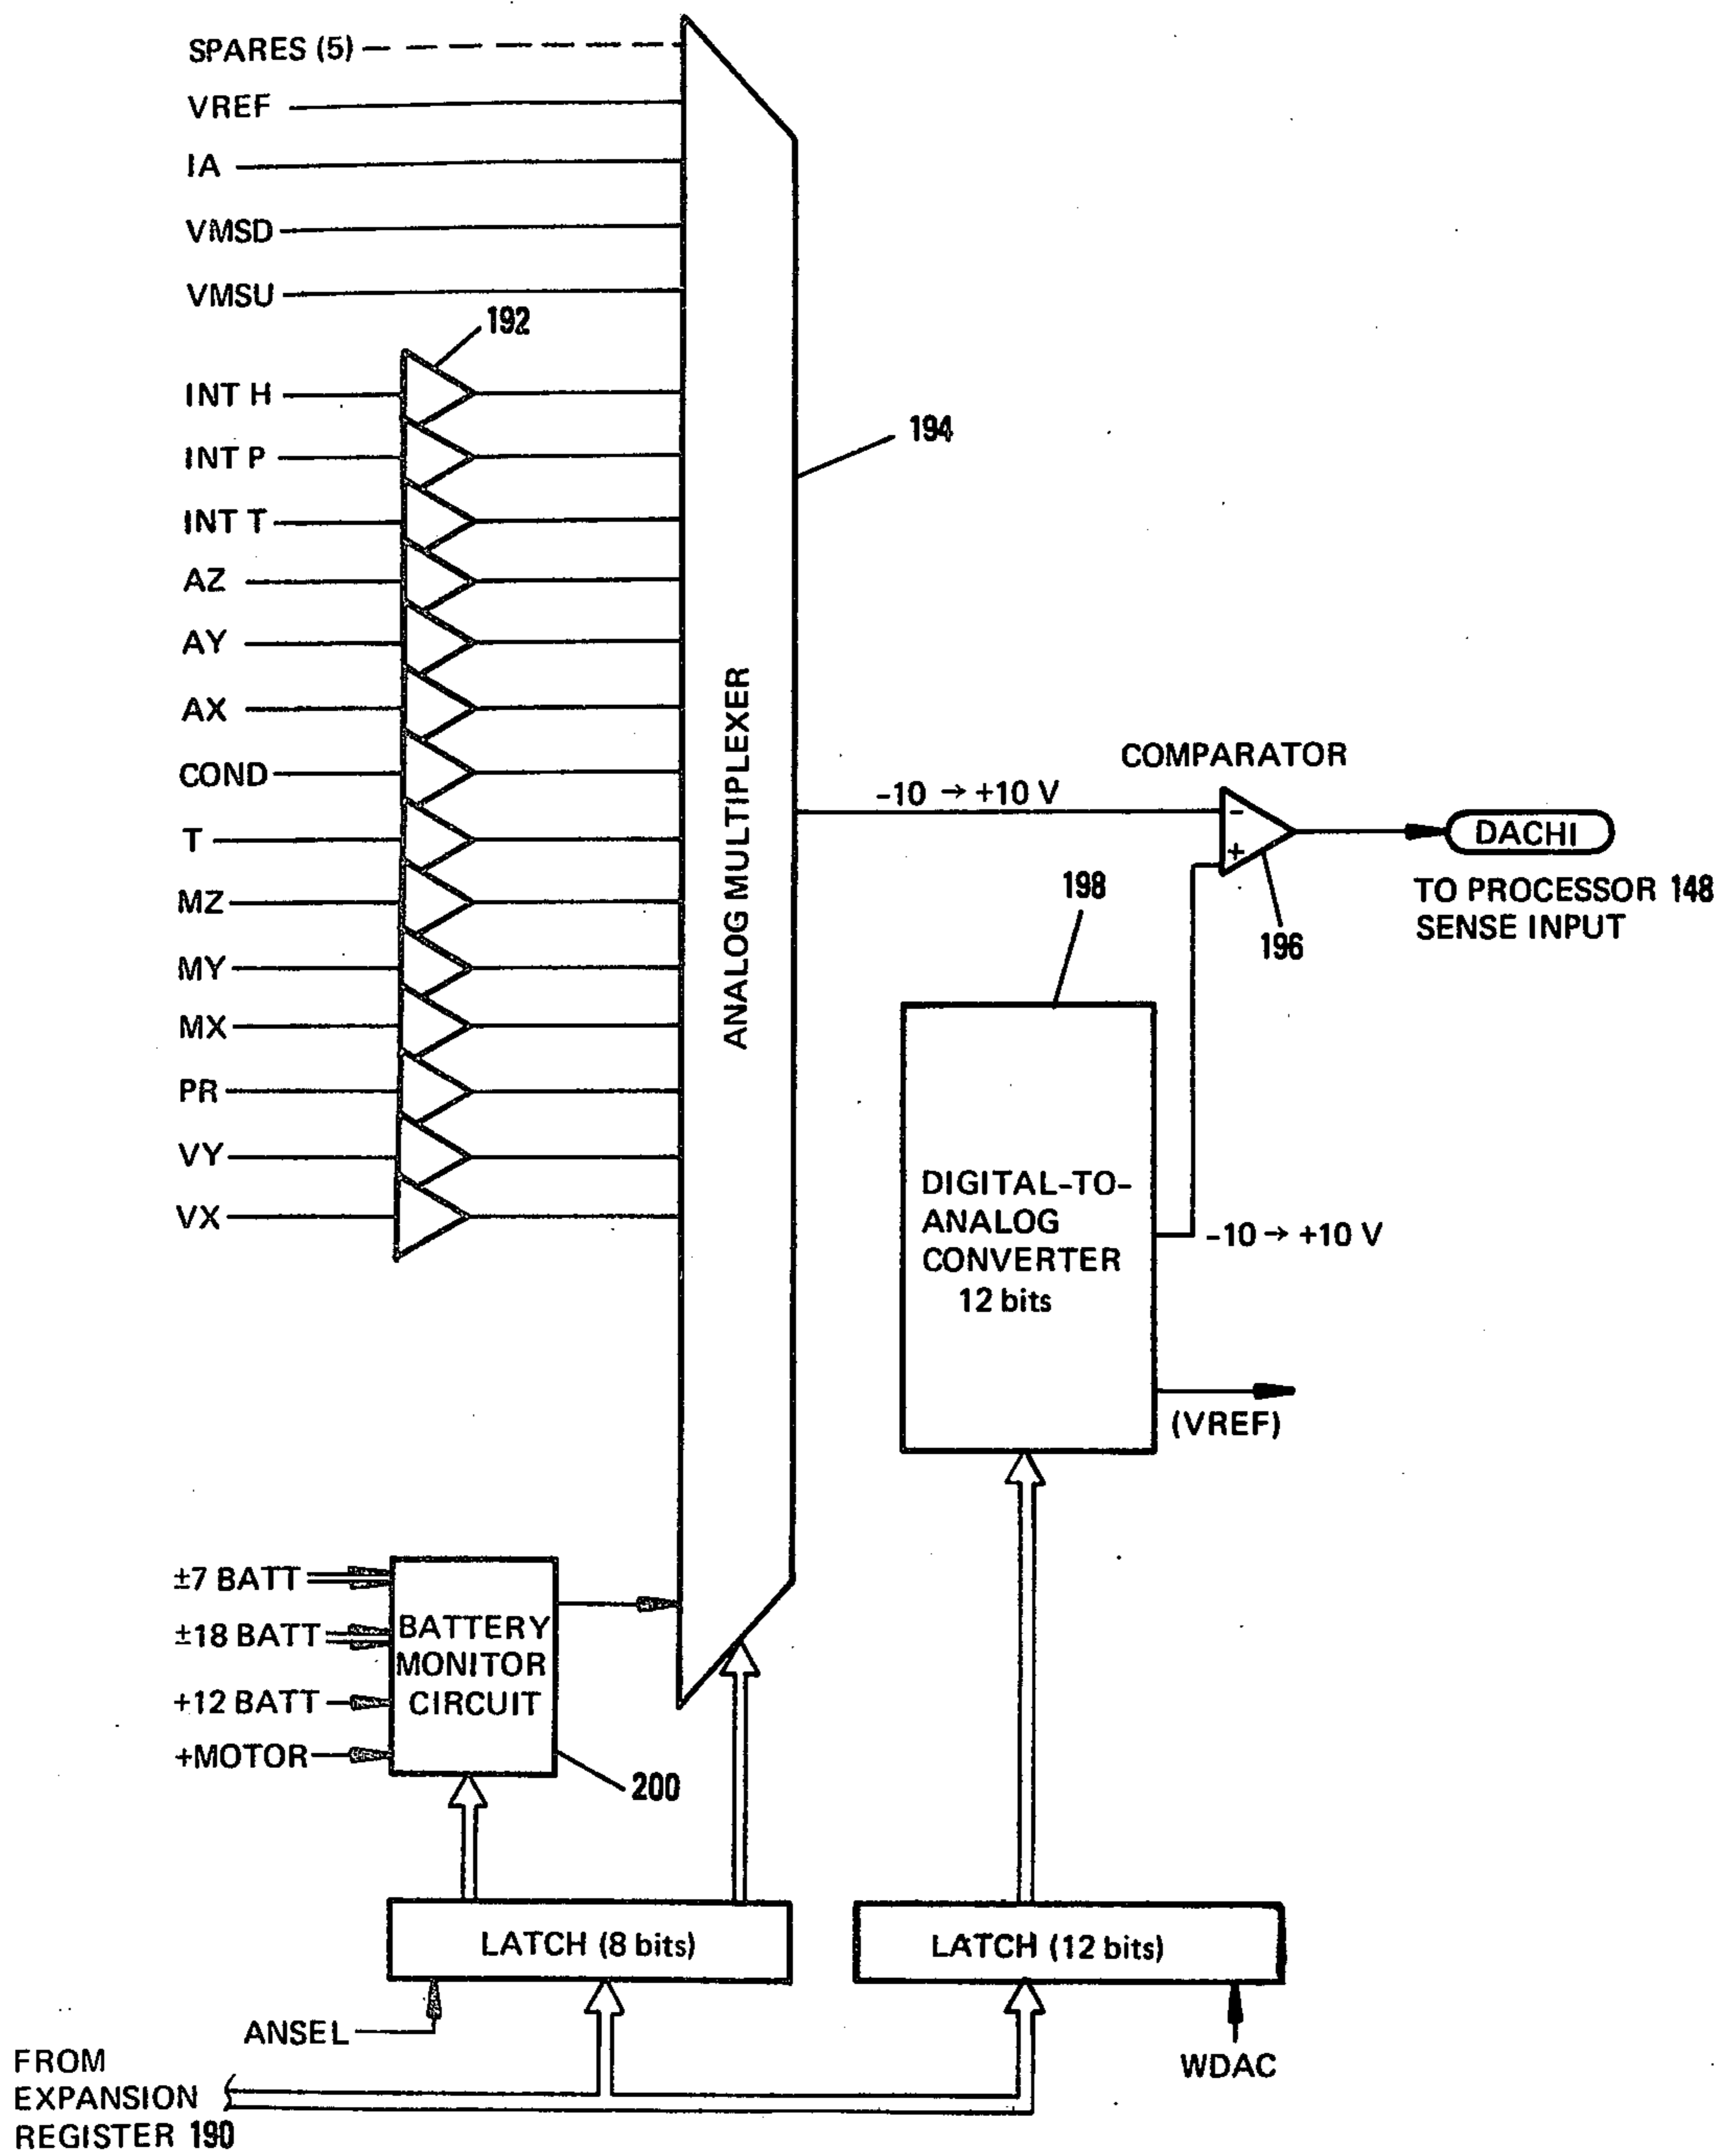 SPARES (5)
VREF
IA
VMSD
VMSU
192
INT H
INT P
INT T
AZ
AY
AX
COND
T
MZ
MY
MX
PR
VY
VX
ANALOG MULTIPLEXER
194
-10 → +10 V
COMPARATOR
-
+
196
DACHI
TO PROCESSOR 148
SENSE INPUT
198
DIGITAL-TO-
ANALOG
CONVERTER
12 bits
-10 → +10 V
(VREF)
±7 BATT
±18 BATT
+12 BATT
+MOTOR
BATTERY
MONITOR
CIRCUIT
200
LATCH (8 bits)
LATCH (12 bits)
ANSEL
WDAC
FROM
EXPANSION
REGISTER 190